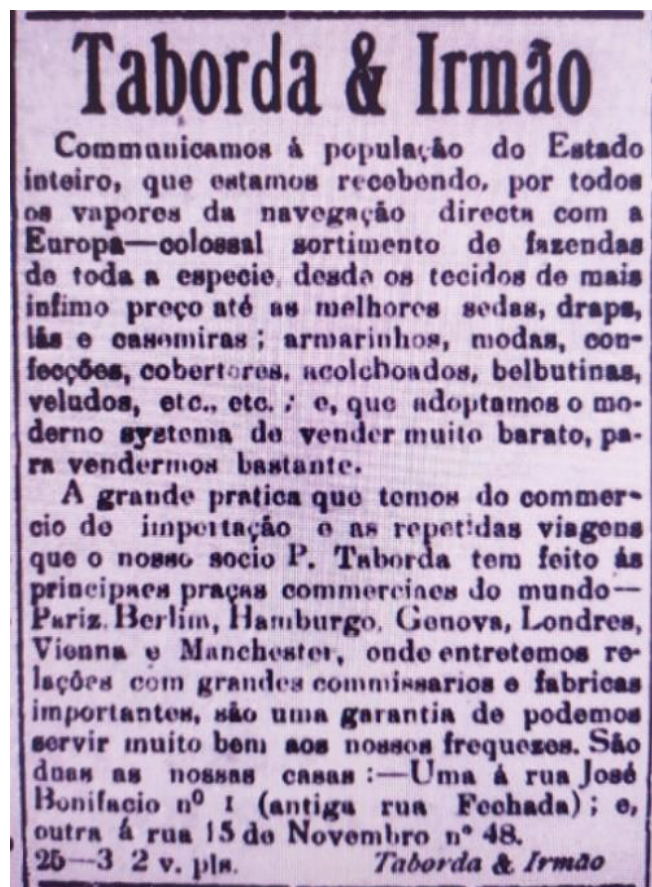 Taborda & Irmão
Communicamos á população do Estado
inteiro, que estamos recebendo, por todos
os vapores da navegação directa com a
Europa—colossal sortimento de fazendas
de toda a especie, desde os tecidos de mais
infimo preço até as melhores sedas, draps,
lãs e casemiras; armarinhos, modas, con-
fecções, cobertores, acolchoados, belbutinas,
veludos, etc., etc.; e, que adoptamos o mo-
derno systema de vender muito barato, pa-
ra vendermos bastante.
A grande pratica que temos do commer-
cio de importação e as repetidas viagens
que o nosso socio P. Taborda tem feito ás
principaes praças commerciaes do mundo—
Pariz, Berlim, Hamburgo, Genova, Londres,
Vienna e Manchester, onde entretemos re-
lações com grandes commissarios e fabricas
importantes, são uma garantia de podemos
servir muito bem aos nossos freguezes. São
duas as nossas casas:—Uma á rua José
Bonifacio nº 1 (antiga rua Fechada); e,
outra á rua 15 de Novembro nº 48.
25—3 2 v. pls. Taborda & Irmão